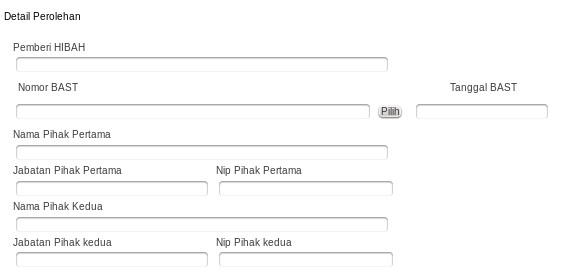 Detail Perolehan
Pemberi HIBAH
Nomor BAST Tanggal BAST
Pilih
Nama Pihak Pertama
Jabatan Pihak Pertama Nip Pihak Pertama
Nama Pihak Kedua
Jabatan Pihak kedua Nip Pihak kedua